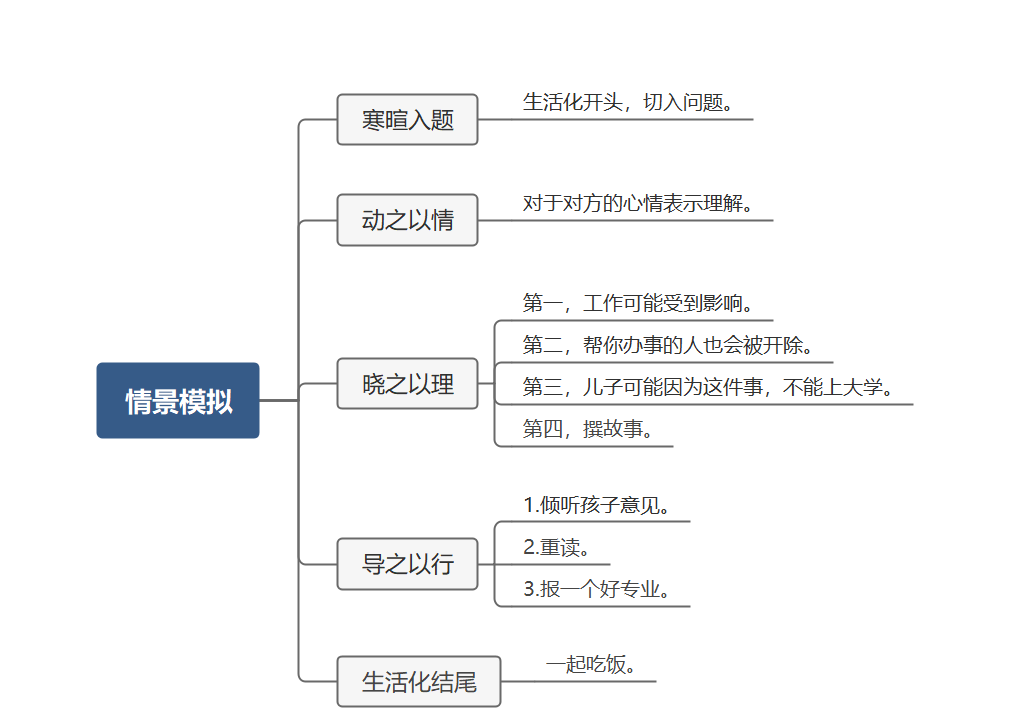 寒暄入题
生活化开头，切入问题。
动之以情
对于对方的心情表示理解。
情景模拟
晓之以理
第一，工作可能受到影响。
第二，帮你办事的人也会被开除。
第三，儿子可能因为这件事，不能上大学。
第四，撰故事。
导之以行
1.倾听孩子意见。
2.重读。
3.报一个好专业。
生活化结尾
一起吃饭。